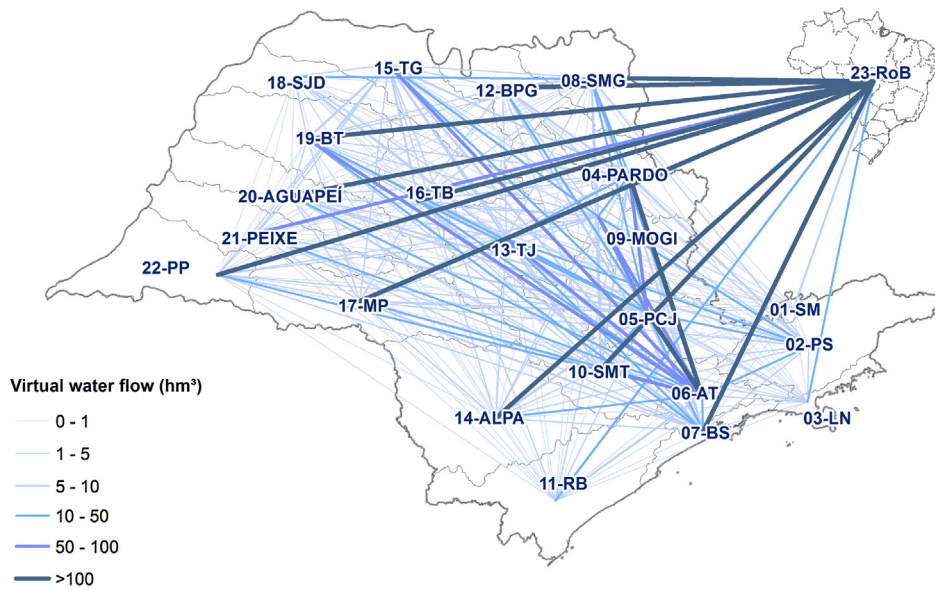 15-TG
23-RoB
18-SJD
12-BPG
08-SMG
19-BT
04-PARDO
20-AGUAPEÍ
16-TB
21-PEIXE
09-MOGI
13-TJ
22-PP
17-MP
01-SM
05-PCJ
02-PS
10-SMT
06-AT
14-ALPA
03-LN
07-BS
11-RB
Virtual water flow (hm³)
0 - 1
1 - 5
5 - 10
10 - 50
50 - 100
>100